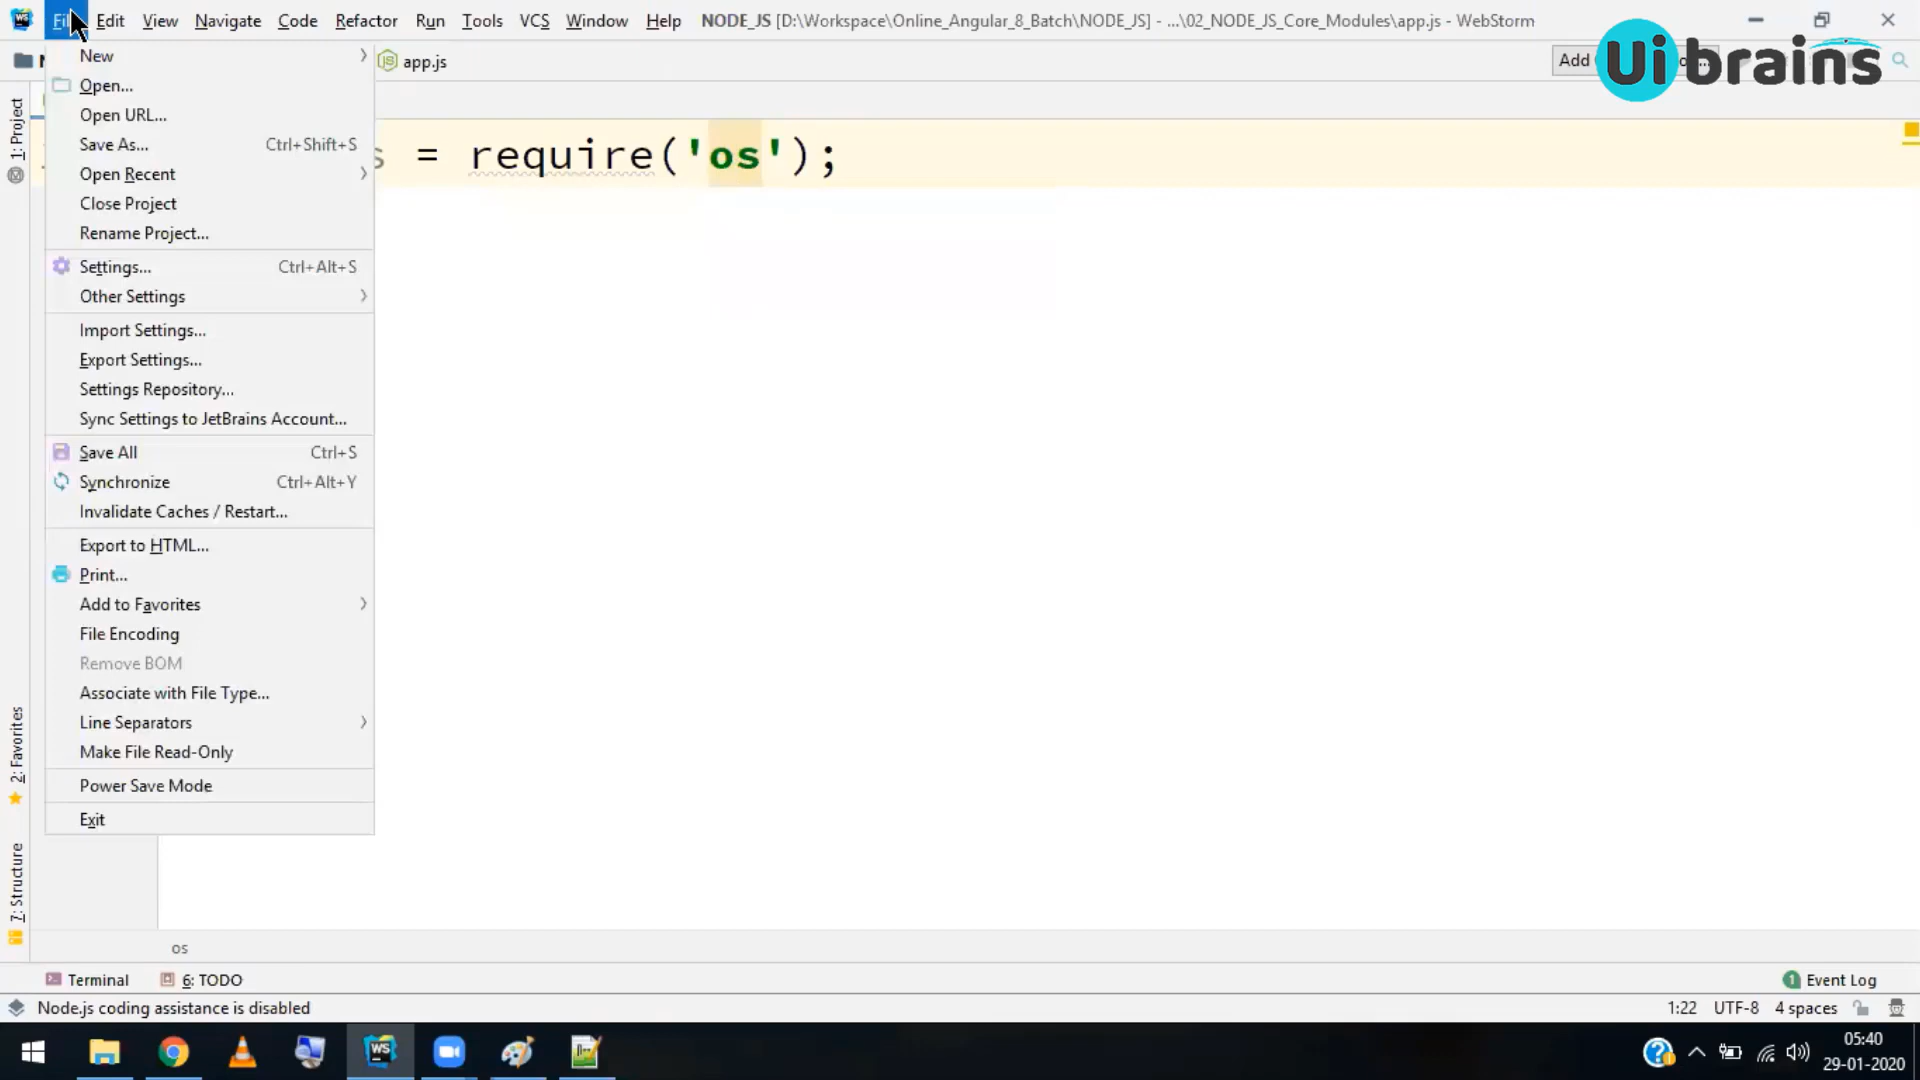 File Edit View Navigate Code Refactor Run Tools VCS Window Help NODE_JS [D:\Workspace\Online_Angular_8_Batch\NODE_JS] - ...\02_NODE_JS_Core_Modules\app.js - WebStorm
app.js
Add
Uibrains
New
Open...
Open URL...
Save As... Ctrl+Shift+S
Open Recent
Close Project
Rename Project...
Settings... Ctrl+Alt+S
Other Settings
Import Settings...
Export Settings...
Settings Repository...
Sync Settings to JetBrains Account...
Save All Ctrl+S
Synchronize Ctrl+Alt+Y
Invalidate Caches / Restart...
Export to HTML...
Print...
Add to Favorites
File Encoding
Remove BOM
Associate with File Type...
Line Separators
Make File Read-Only
Power Save Mode
Exit
= require('os');
1: Project
2: Favorites
7: Structure
os
Terminal 6: TODO 1 Event Log
Node.js coding assistance is disabled 1:22 UTF-8 4 spaces
WS
05:40
29-01-2020